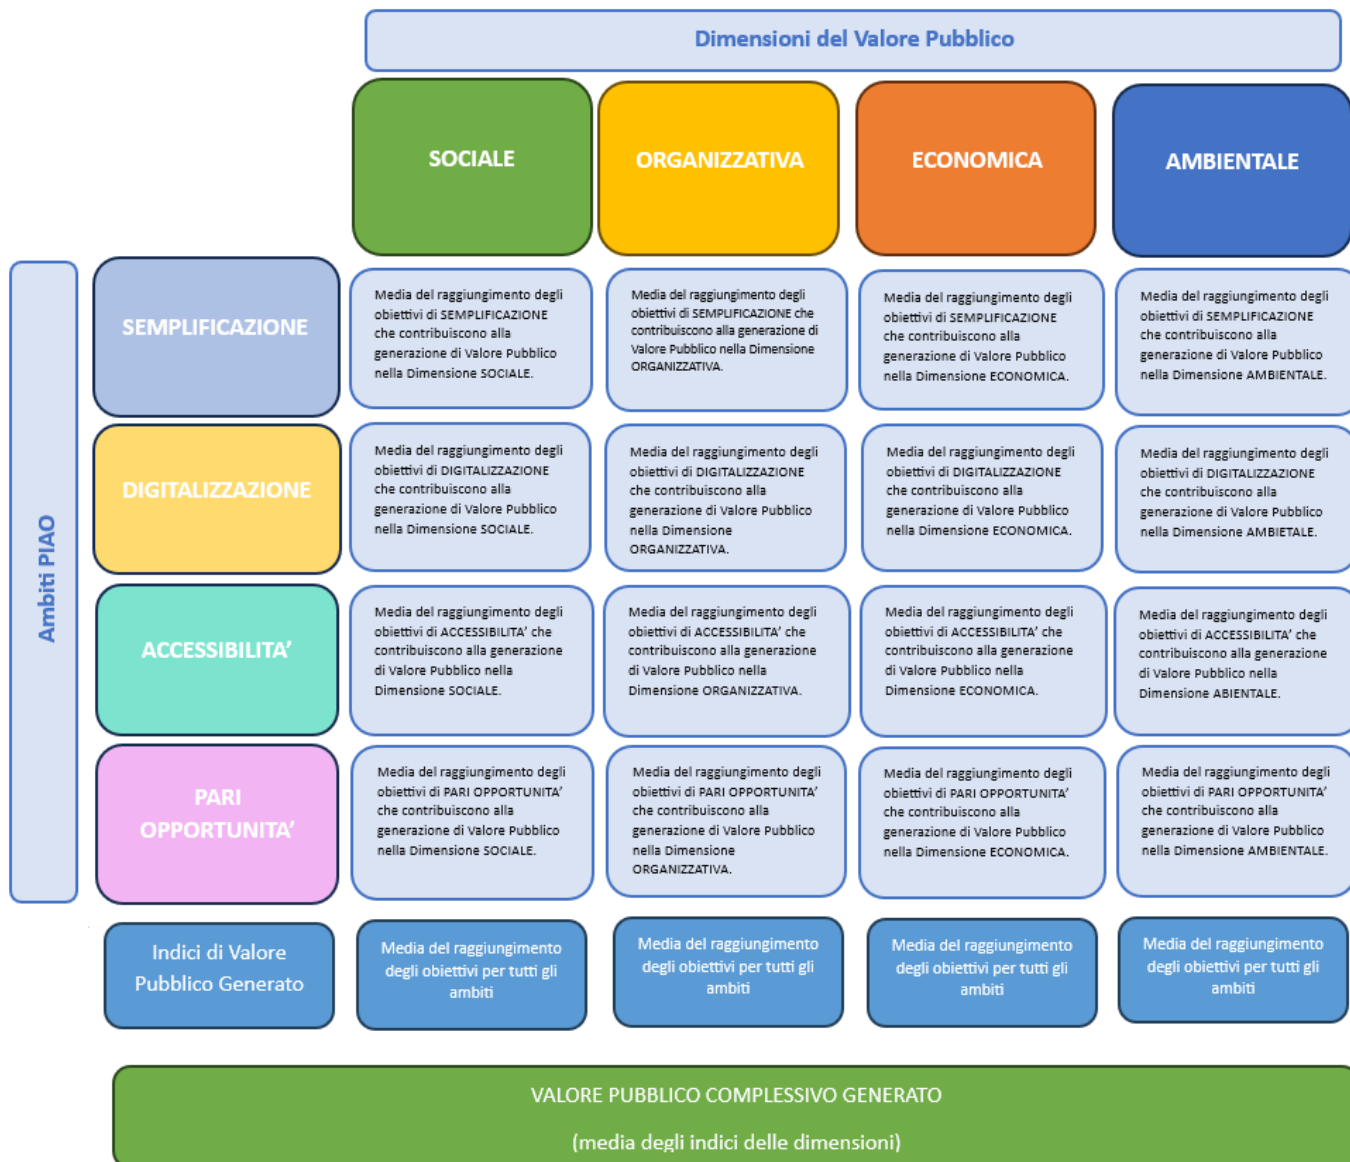 Dimensioni del Valore Pubblico
SOCIALE
ORGANIZZATIVA
ECONOMICA
AMBIENTALE
Ambiti PIAO
SEMPLIFICAZIONE
Media del raggiungimento degli
obiettivi di SEMPLIFICAZIONE
che contribuiscono alla
generazione di Valore Pubblico
nella Dimensione SOCIALE.
Media del raggiungimento degli
obiettivi di SEMPLIFICAZIONE che
contribuiscono alla generazione di
Valore Pubblico nella Dimensione
ORGANIZZATIVA.
Media del raggiungimento degli
obiettivi di SEMPLIFICAZIONE
che contribuiscono alla
generazione di Valore Pubblico
nella Dimensione ECONOMICA.
Media del raggiungimento degli
obiettivi di SEMPLIFICAZIONE
che contribuiscono alla
generazione di Valore Pubblico
nella Dimensione AMBIENTALE.
DIGITALIZZAZIONE
Media del raggiungimento degli
obiettivi di DIGITALIZZAZIONE
che contribuiscono alla
generazione di Valore Pubblico
nella Dimensione SOCIALE.
Media del raggiungimento degli
obiettivi di DIGITALIZZAZIONE
che contribuiscono alla
generazione di Valore Pubblico
nella Dimensione
ORGANIZZATIVA.
Media del raggiungimento degli
obiettivi di DIGITALIZZAZIONE
che contribuiscono alla
generazione di Valore Pubblico
nella Dimensione ECONOMICA.
Media del raggiungimento degli
obiettivi di DIGITALIZZAZIONE
che contribuiscono alla
generazione di Valore Pubblico
nella Dimensione AMBIETALE.
ACCESSIBILITA’
Media del raggiungimento degli
obiettivi di ACCESSIBILITA’ che
contribuiscono alla generazione
di Valore Pubblico nella
Dimensione SOCIALE.
Media del raggiungimento degli
obiettivi di ACCESSIBILITA’ che
contribuiscono alla generazione
di Valore Pubblico nella
Dimensione ORGANIZZATIVA.
Media del raggiungimento degli
obiettivi di ACCESSIBILITA’ che
contribuiscono alla generazione
di Valore Pubblico nella
Dimensione ECONOMICA.
Media del raggiungimento degli
obiettivi di ACCESSIBILITA’ che
contribuiscono alla generazione
di Valore Pubblico nella
Dimensione ABIENTALE.
PARI
OPPORTUNITA’
Media del raggiungimento degli
obiettivi di PARI OPPORTUNITA’
che contribuiscono alla
generazione di Valore Pubblico
nella Dimensione SOCIALE.
Media del raggiungimento degli
obiettivi di PARI OPPORTUNITA’
che contribuiscono alla
generazione di Valore Pubblico
nella Dimensione
ORGANIZZATIVA.
Media del raggiungimento degli
obiettivi di PARI OPPORTUNITA’
che contribuiscono alla
generazione di Valore Pubblico
nella Dimensione ECONOMICA.
Media del raggiungimento degli
obiettivi di PARI OPPORTUNITA’
che contribuiscono alla
generazione di Valore Pubblico
nella Dimensione AMBIENTALE.
Indici di Valore
Pubblico Generato
Media del raggiungimento
degli obiettivi per tutti gli
ambiti
Media del raggiungimento
degli obiettivi per tutti gli
ambiti
Media del raggiungimento
degli obiettivi per tutti gli
ambiti
Media del raggiungimento
degli obiettivi per tutti gli
ambiti
VALORE PUBBLICO COMPLESSIVO GENERATO
(media degli indici delle dimensioni)